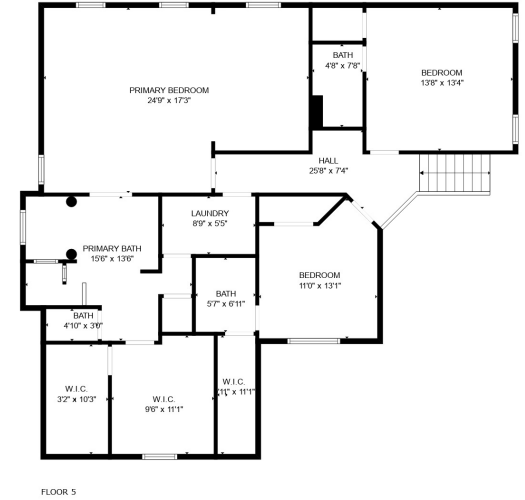 PRIMARY BEDROOM
24'9" x 17'3"
BATH
4'8" x 7'8"
BEDROOM
13'8" x 13'4"
HALL
25'8" x 7'4"
LAUNDRY
8'9" x 5'5"
PRIMARY BATH
15'6" x 13'6"
BEDROOM
11'0" x 13'1"
BATH
5'7" x 6'11"
BATH
4'10" x
W.I.C.
3'2" x 10'3"
W.I.C.
9'6" x 11'1"
W.I.C.
x 11'1"
FLOOR 5